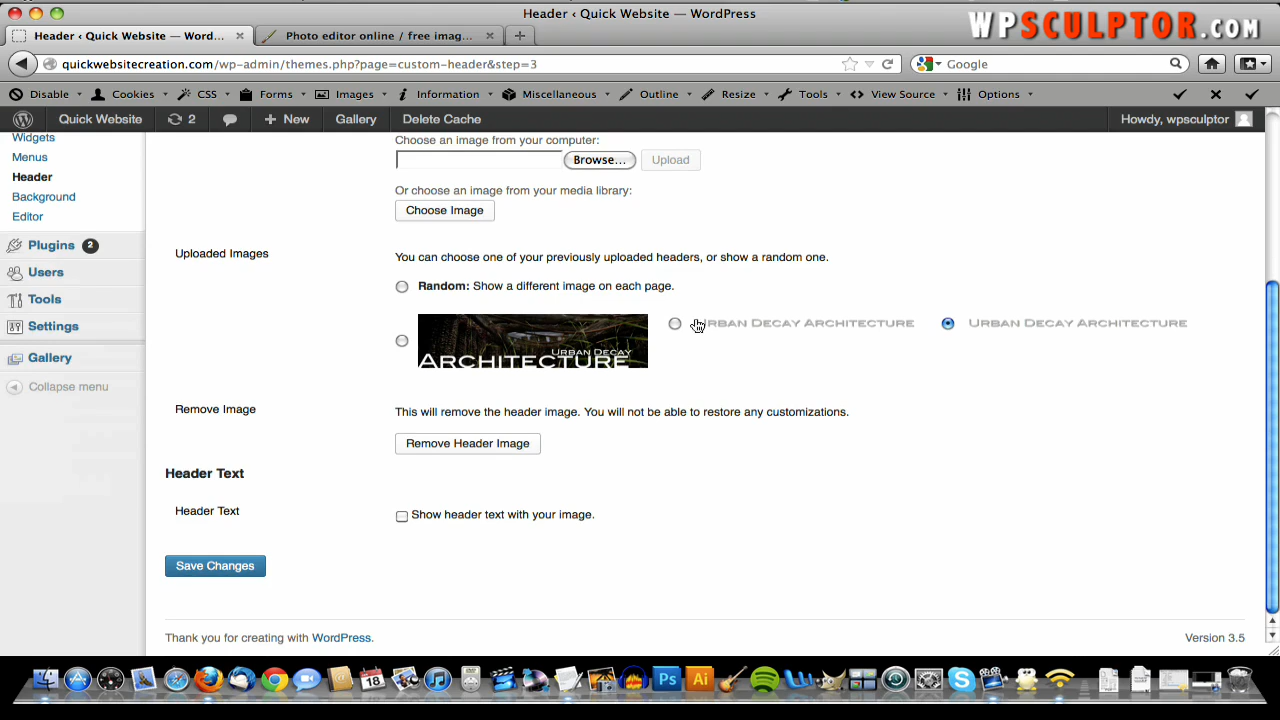 Header ‹ Quick Website — WordPress
WPSCULPTOR.COM
Header ‹ Quick Website — Word...
Photo editor online / free imag...
quickwebsitecreation.com/wp-admin/themes.php?page=custom-header&step=3
Google
Disable Cookies CSS Forms Images Information Miscellaneous Outline Resize Tools View Source Options
Quick Website 2 New Gallery Delete Cache Howdy, wpsculptor
Widgets
Menus
Header
Background
Editor
Plugins 2
Users
Tools
Settings
Gallery
Collapse menu
Choose an image from your computer:
Browse... Upload
Or choose an image from your media library:
Choose Image
Uploaded Images
You can choose one of your previously uploaded headers, or show a random one.
Random: Show a different image on each page.
Urban Decay
Architecture
Urban Decay Architecture
Urban Decay Architecture
Remove Image
This will remove the header image. You will not be able to restore any customizations.
Remove Header Image
Header Text
Header Text
Show header text with your image.
Save Changes
Thank you for creating with WordPress.
Version 3.5
18
Ps
Ai